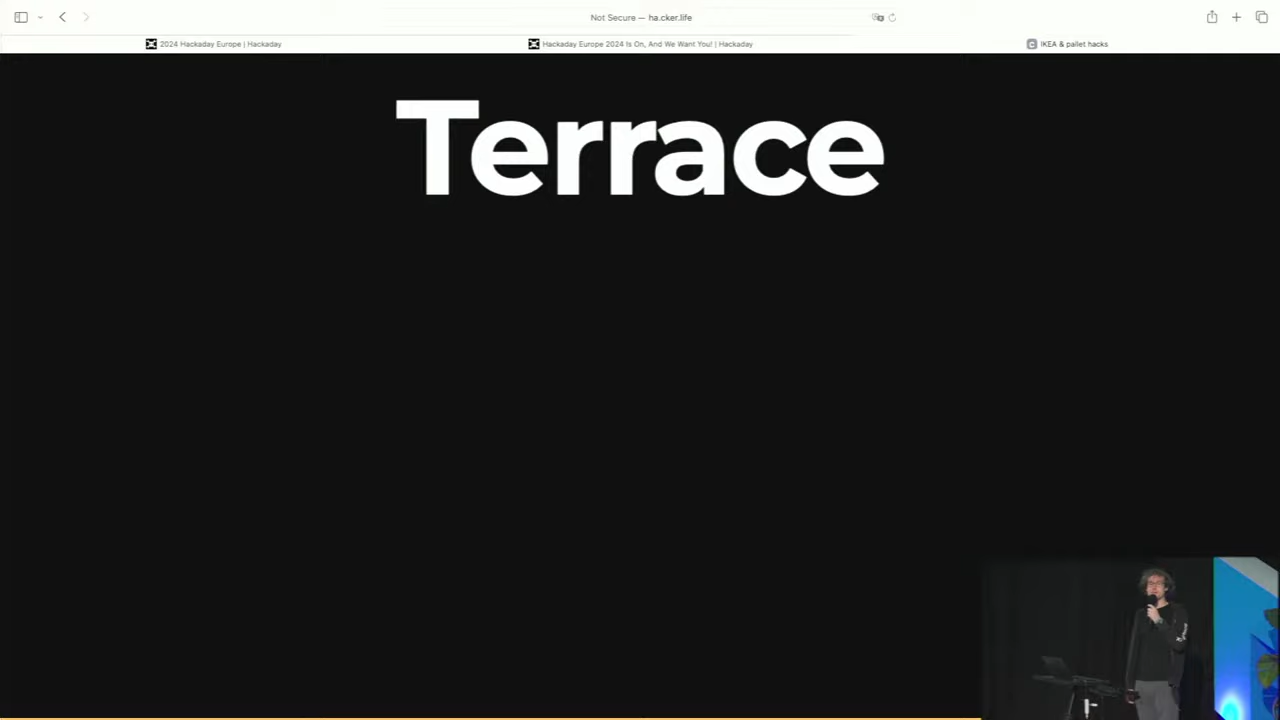 Not Secure — ha.cker.life
2024 Hackaday Europe | Hackaday
Hackaday Europe 2024 Is On, And We Want You! | Hackaday
IKEA & pallet hacks
Terrace